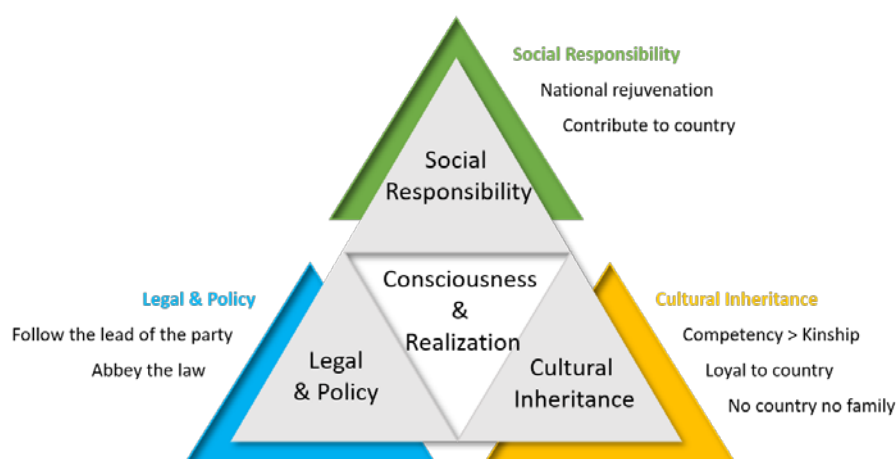 Social Responsibility
National rejuvenation
Contribute to country
Social
Responsibility
Consciousness
&
Realization
Legal & Policy
Follow the lead of the party
Abbey the law
Legal
& Policy
Cultural
Inheritance
Cultural Inheritance
Competency > Kinship
Loyal to country
No country no family